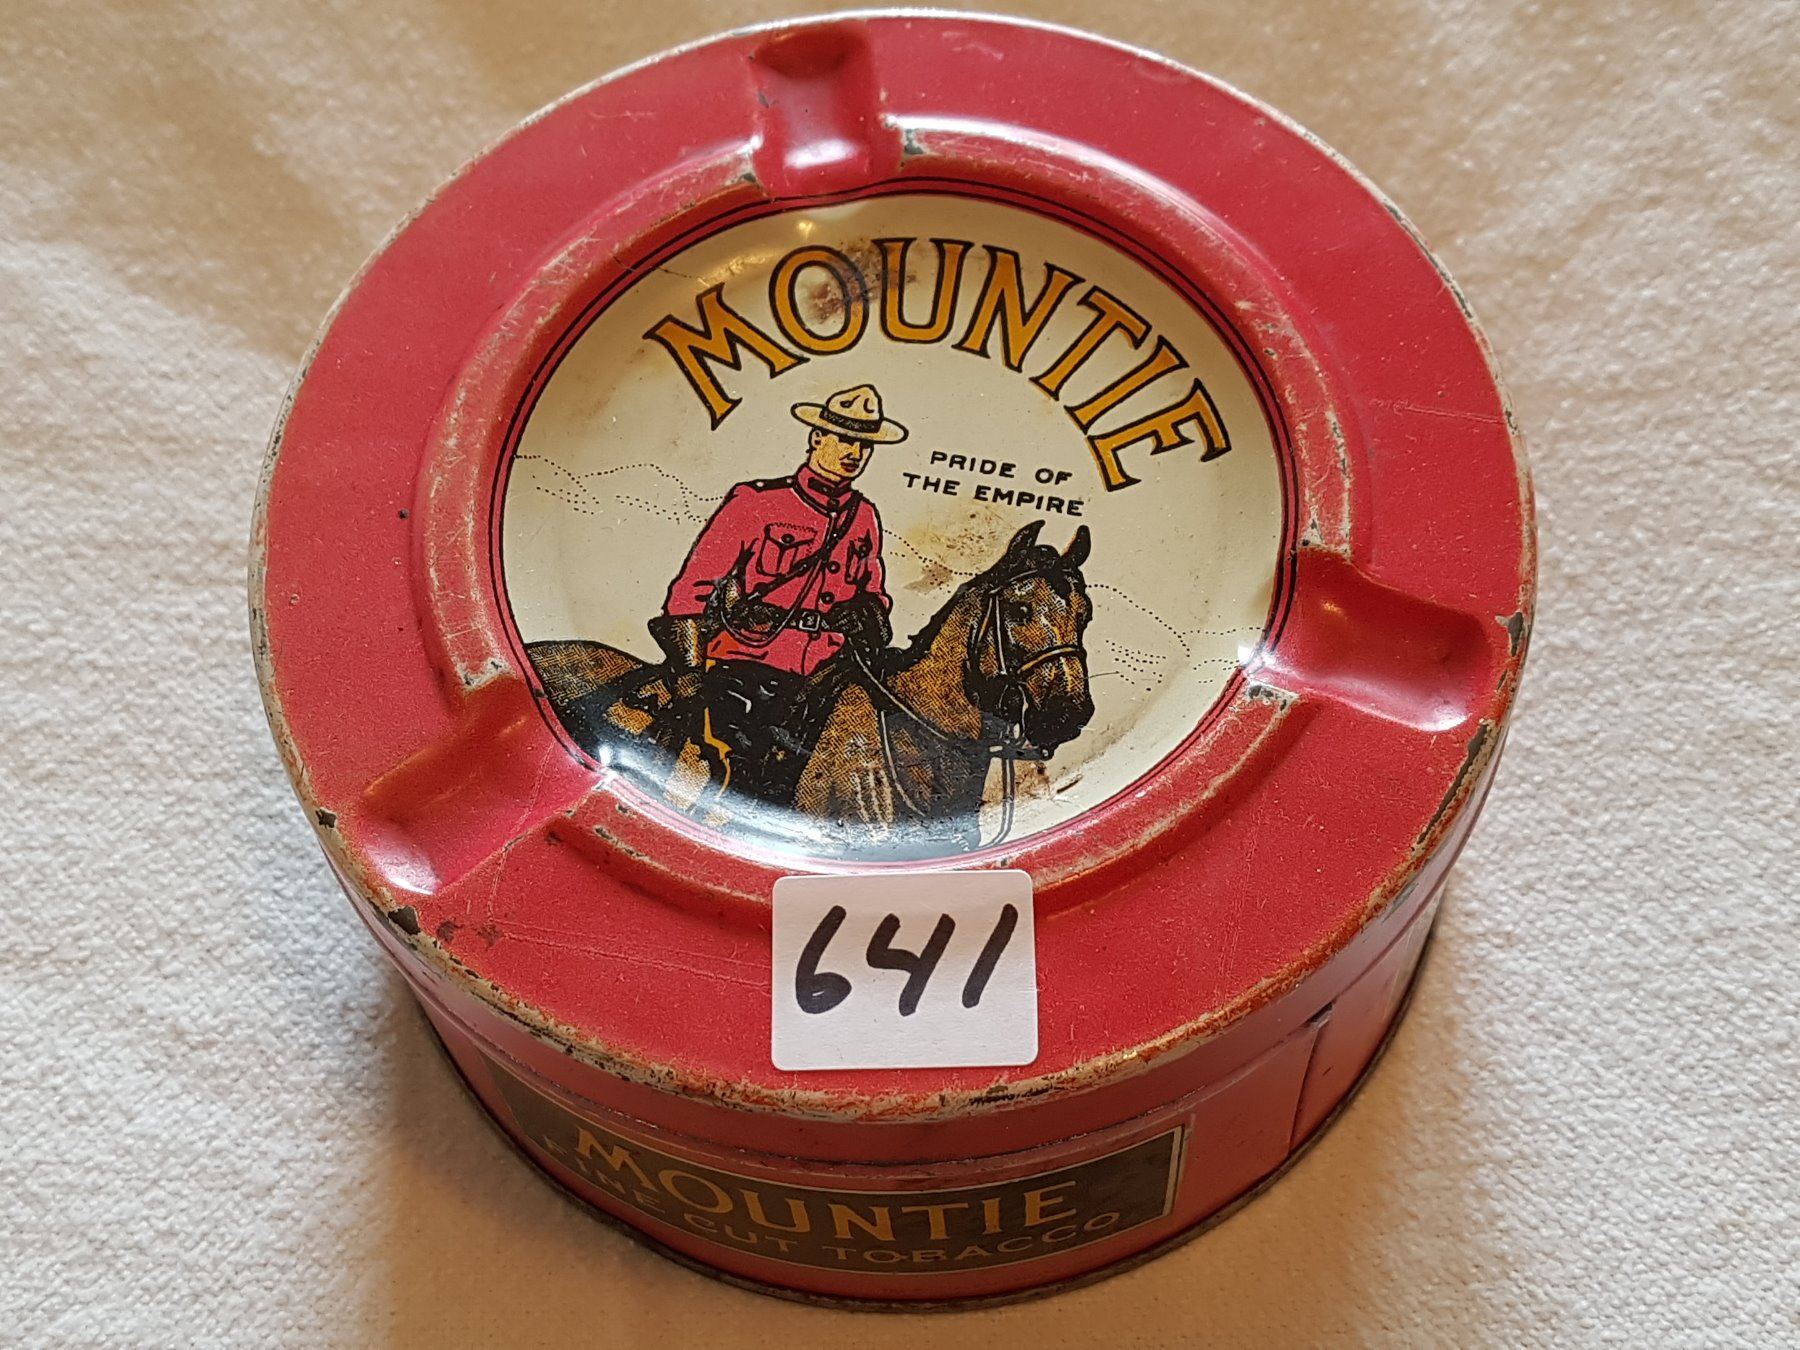 MOUNTIE
PRIDE OF
THE EMPIRE
641
MOUNTIE
FINE CUT TOBACCO